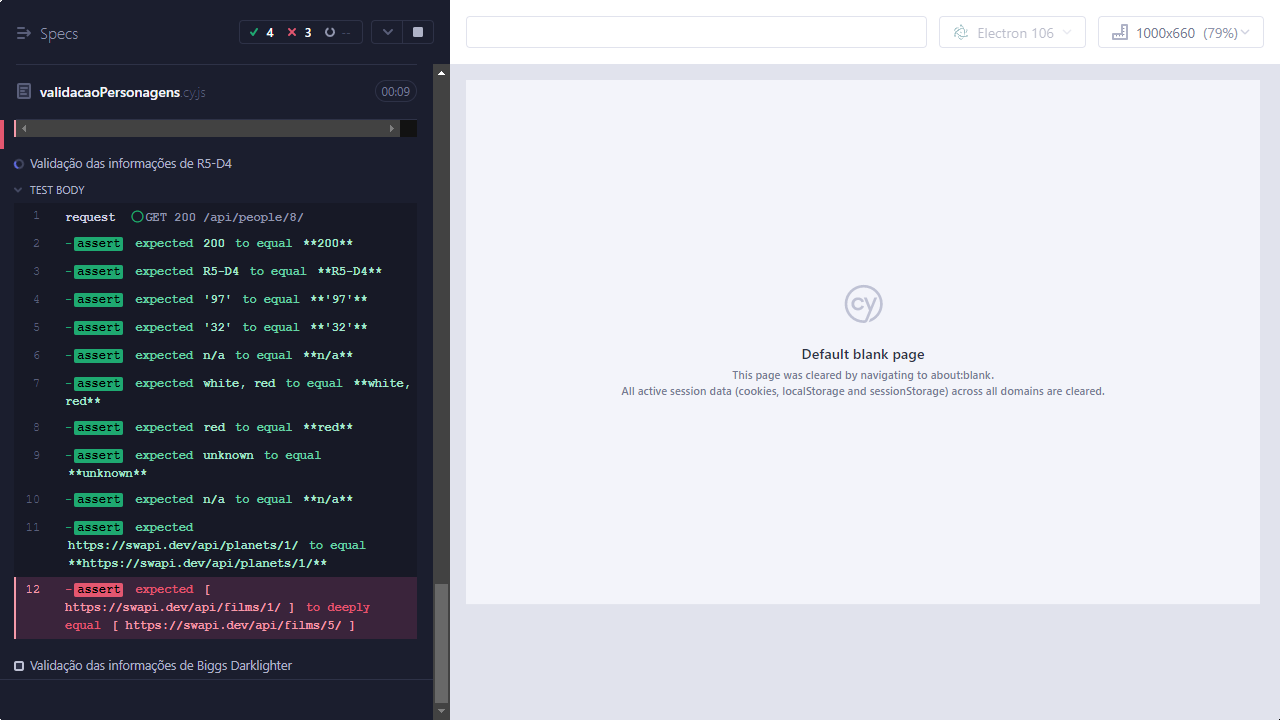 Specs
4
3
--
Electron 106
1000x660 (79%)
validacaoPersonagens.cy.js
00:09
Validação das informações de R5-D4
TEST BODY
1 request GET 200 /api/people/8/
2 -assert expected 200 to equal **200**
3 -assert expected R5-D4 to equal **R5-D4**
4 -assert expected '97' to equal **'97'**
5 -assert expected '32' to equal **'32'**
6 -assert expected n/a to equal **n/a**
7 -assert expected white, red to equal **white,
red**
8 -assert expected red to equal **red**
9 -assert expected unknown to equal
**unknown**
10 -assert expected n/a to equal **n/a**
11 -assert expected
https://swapi.dev/api/planets/1/ to equal
**https://swapi.dev/api/planets/1/**
12 -assert expected [
https://swapi.dev/api/films/1/ ] to deeply
equal [ https://swapi.dev/api/films/5/ ]
Validação das informações de Biggs Darklighter
cy
Default blank page
This page was cleared by navigating to about:blank.
All active session data (cookies, localStorage and sessionStorage) across all domains are cleared.